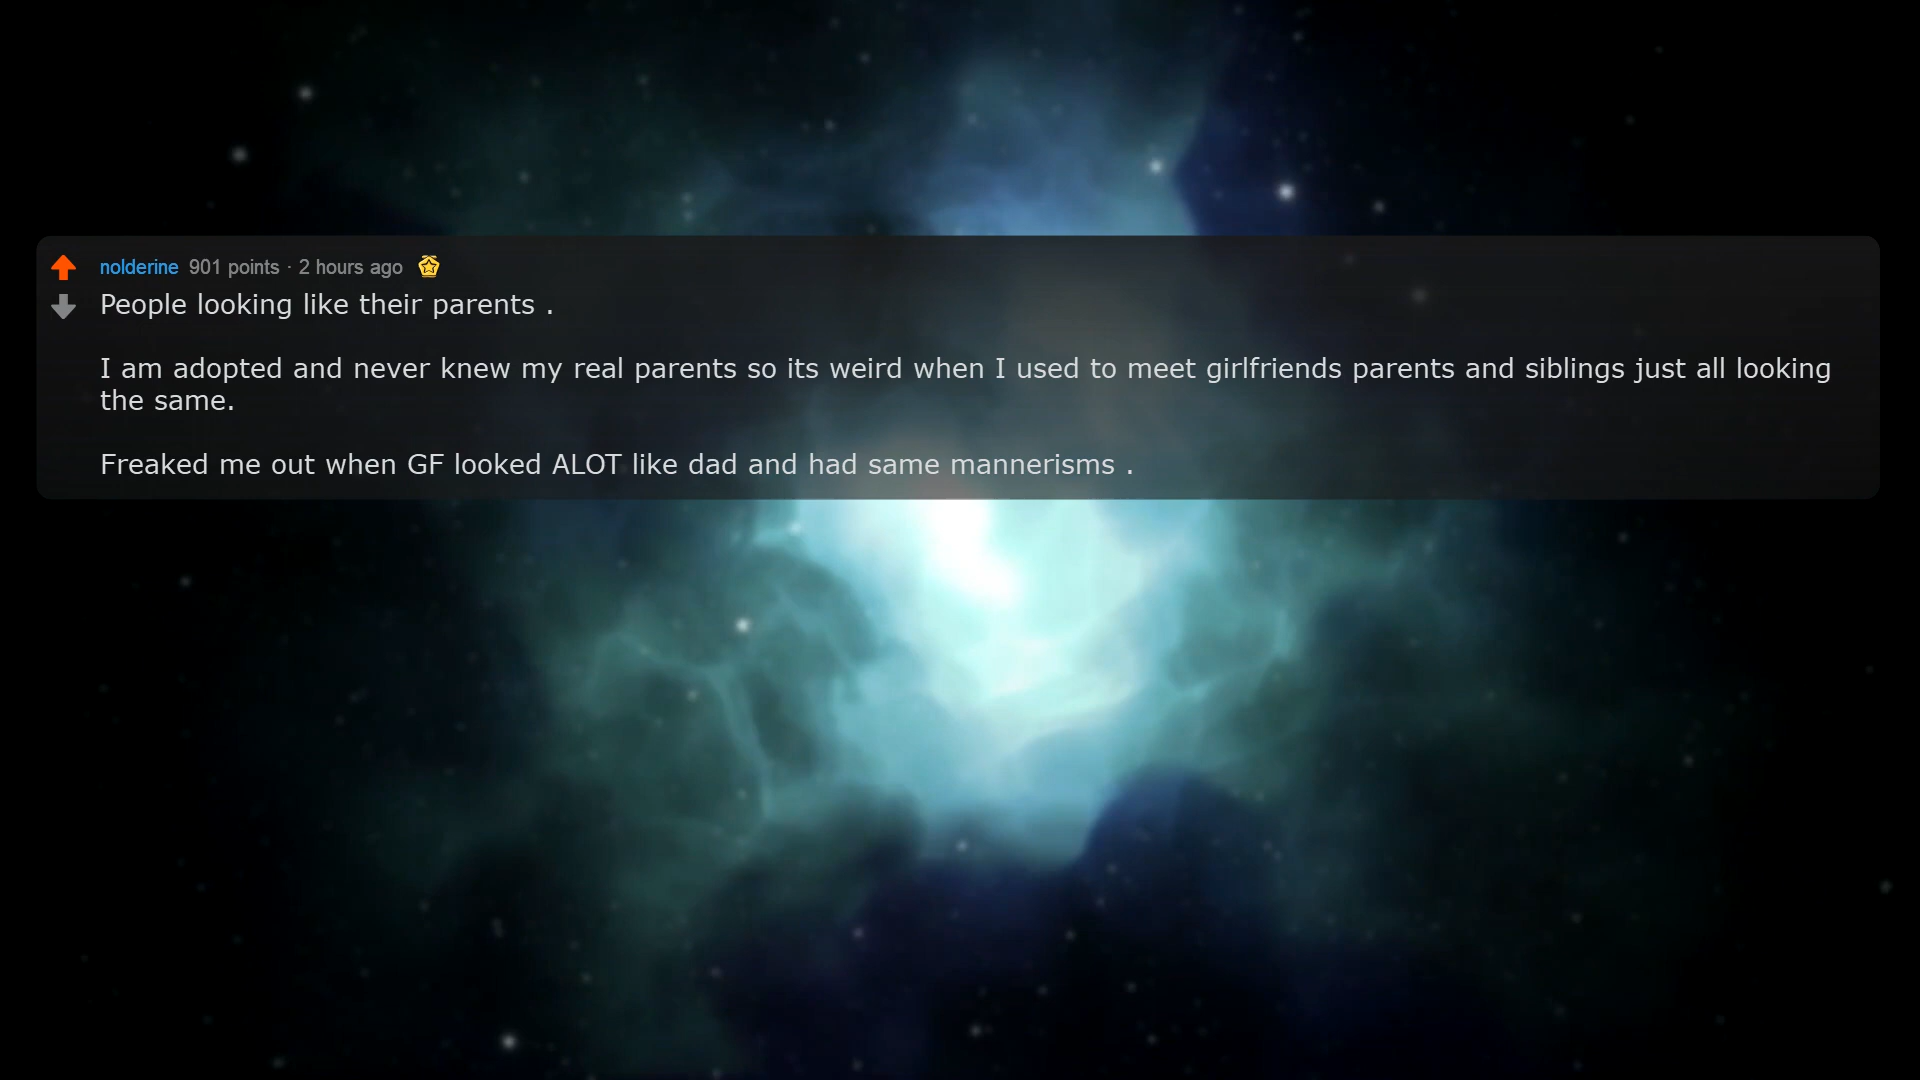 nolderine 901 points · 2 hours ago
People looking like their parents .
I am adopted and never knew my real parents so its weird when I used to meet girlfriends parents and siblings just all looking
the same.
Freaked me out when GF looked ALOT like dad and had same mannerisms .